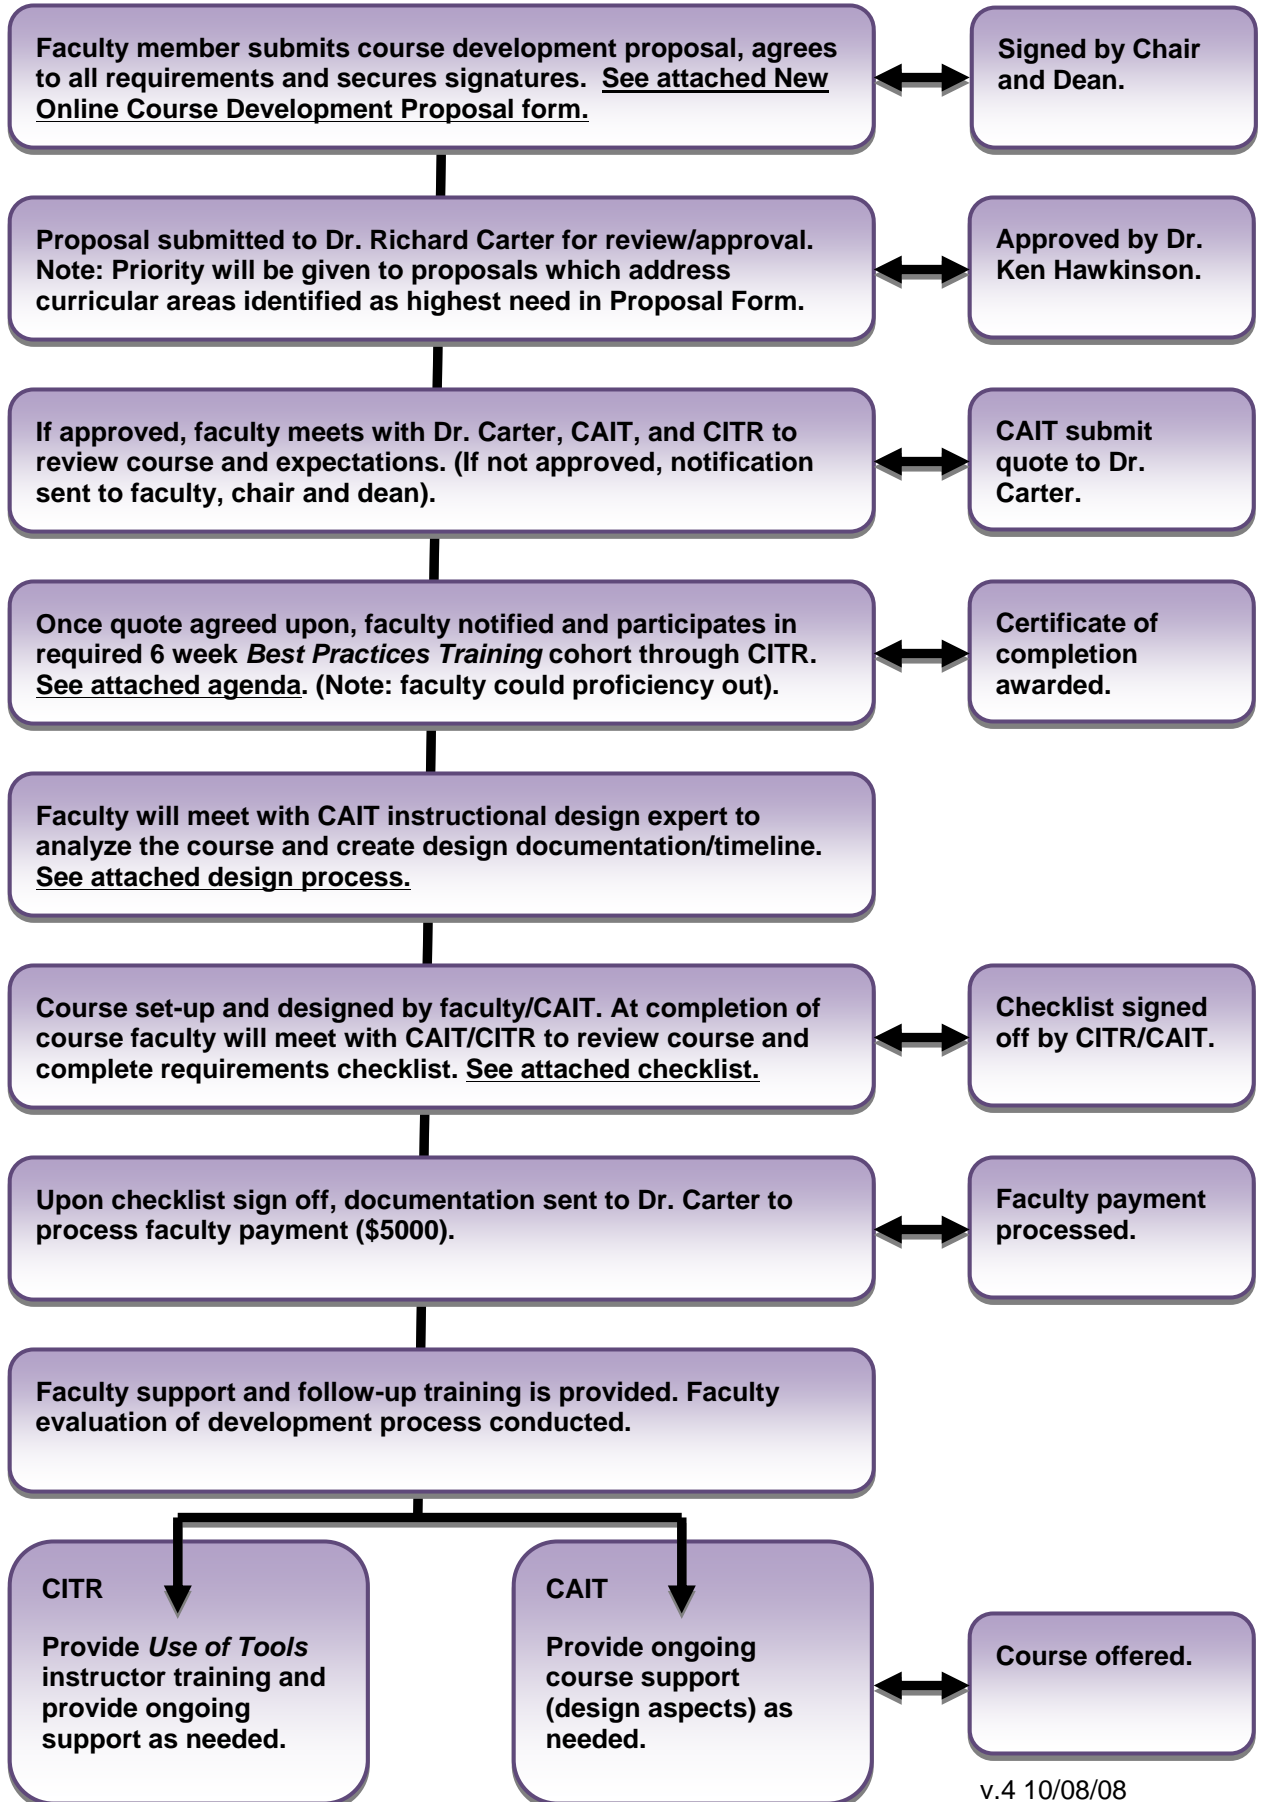 Faculty member submits course development proposal, agrees
to all requirements and secures signatures.  See attached New
Online Course Development Proposal form.
Signed by Chair
and Dean.
Proposal submitted to Dr. Richard Carter for review/approval.
Note: Priority will be given to proposals which address
curricular areas identified as highest need in Proposal Form.
Approved by Dr.
Ken Hawkinson.
If approved, faculty meets with Dr. Carter, CAIT, and CITR to
review course and expectations. (If not approved, notification
sent to faculty, chair and dean).
CAIT submit
quote to Dr.
Carter.
Once quote agreed upon, faculty notified and participates in
required 6 week Best Practices Training cohort through CITR.
See attached agenda. (Note: faculty could proficiency out).
Certificate of
completion
awarded.
Faculty will meet with CAIT instructional design expert to
analyze the course and create design documentation/timeline.
See attached design process.
Course set-up and designed by faculty/CAIT. At completion of
course faculty will meet with CAIT/CITR to review course and
complete requirements checklist. See attached checklist.
Checklist signed
off by CITR/CAIT.
Upon checklist sign off, documentation sent to Dr. Carter to
process faculty payment ($5000).
Faculty payment
processed.
Faculty support and follow-up training is provided. Faculty
evaluation of development process conducted.
CITR
Provide Use of Tools
instructor training and
provide ongoing
support as needed.
CAIT
Provide ongoing
course support
(design aspects) as
needed.
Course offered.
v.4 10/08/08